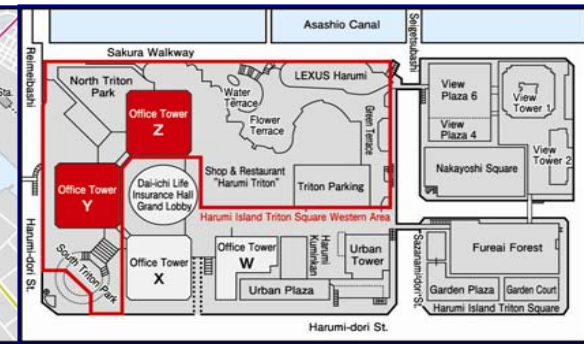 Asashio Canal
Reimeibashi
Seigetsubashi
Sta.
Sakura Walkway
North Triton
Park
Water
Terrace
LEXUS Harumi
Flower
Terrace
Green Terrace
View
Plaza 6
View
Tower 1
View
Plaza 4
View
Tower 2
Office Tower
Z
Nakayoshi Square
Office Tower
Y
Dai-ichi Life
Insurance Hall
Grand Lobby
Shop & Restaurant
"Harumi Triton"
Triton Parking
Harumi Island Triton Square Western Area
Harumi-dori St.
South Triton Park
Office Tower
X
Office Tower
W
Harumi
Kuminkan
Urban
Tower
Urban Plaza
Sazanami-dori St.
Fureai Forest
Garden Plaza
Garden Court
Harumi Island Triton Square
Harumi-dori St.